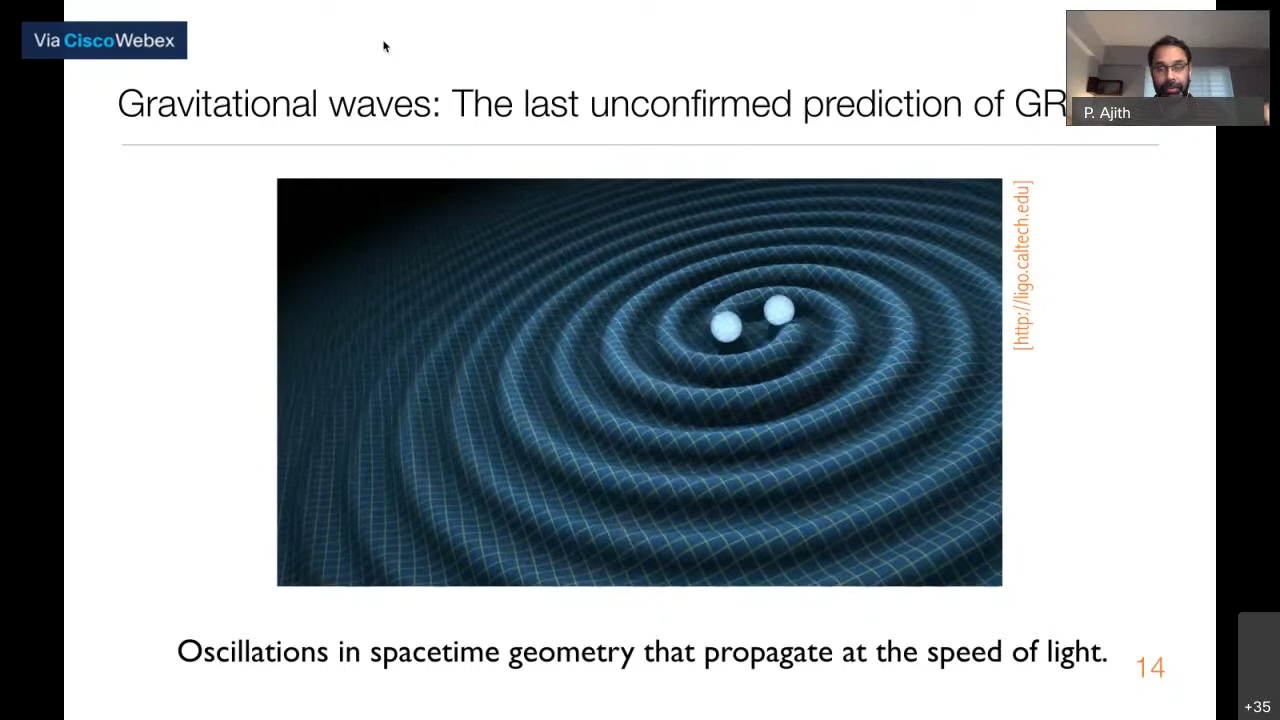 Via CiscoWebex
Gravitational waves: The last unconfirmed prediction of GR
P. Ajith
[http://ligo.caltech.edu]
Oscillations in spacetime geometry that propagate at the speed of light.
14
+35